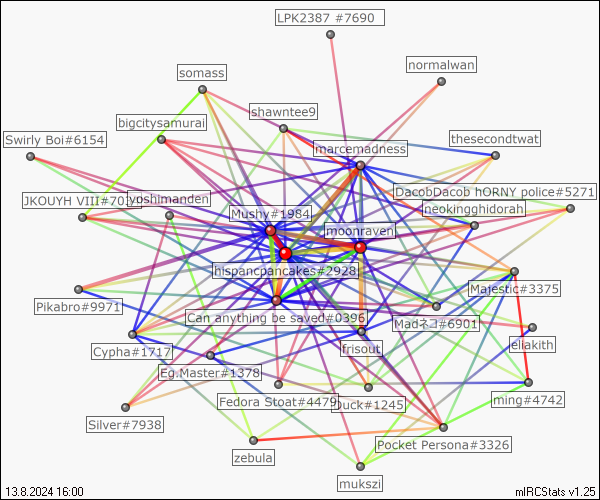 LPK2387 #7690
normalwan
somass
shawntee9
bigcitysamurai
Swirly Boi#6154
marcemadness
thesecondtwat
DacobDacob hORNY police#5271
JKOUYH VIII#703
yoshimanden
Mushy#1984
neokingghidorah
moonraven
hispancpancakes#2928
Majestic#3375
Pikabro#9971
Can anything be saved#0396
Madネコ#6901
eliakith
Cypha#1717
frisout
Eg.Master#1378
Fedora Stoat#4479
Duck#1245
ming#4742
Silver#7938
Pocket Persona#3326
zebula
mukszi
13.8.2024 16:00
mIRCStats v1.25